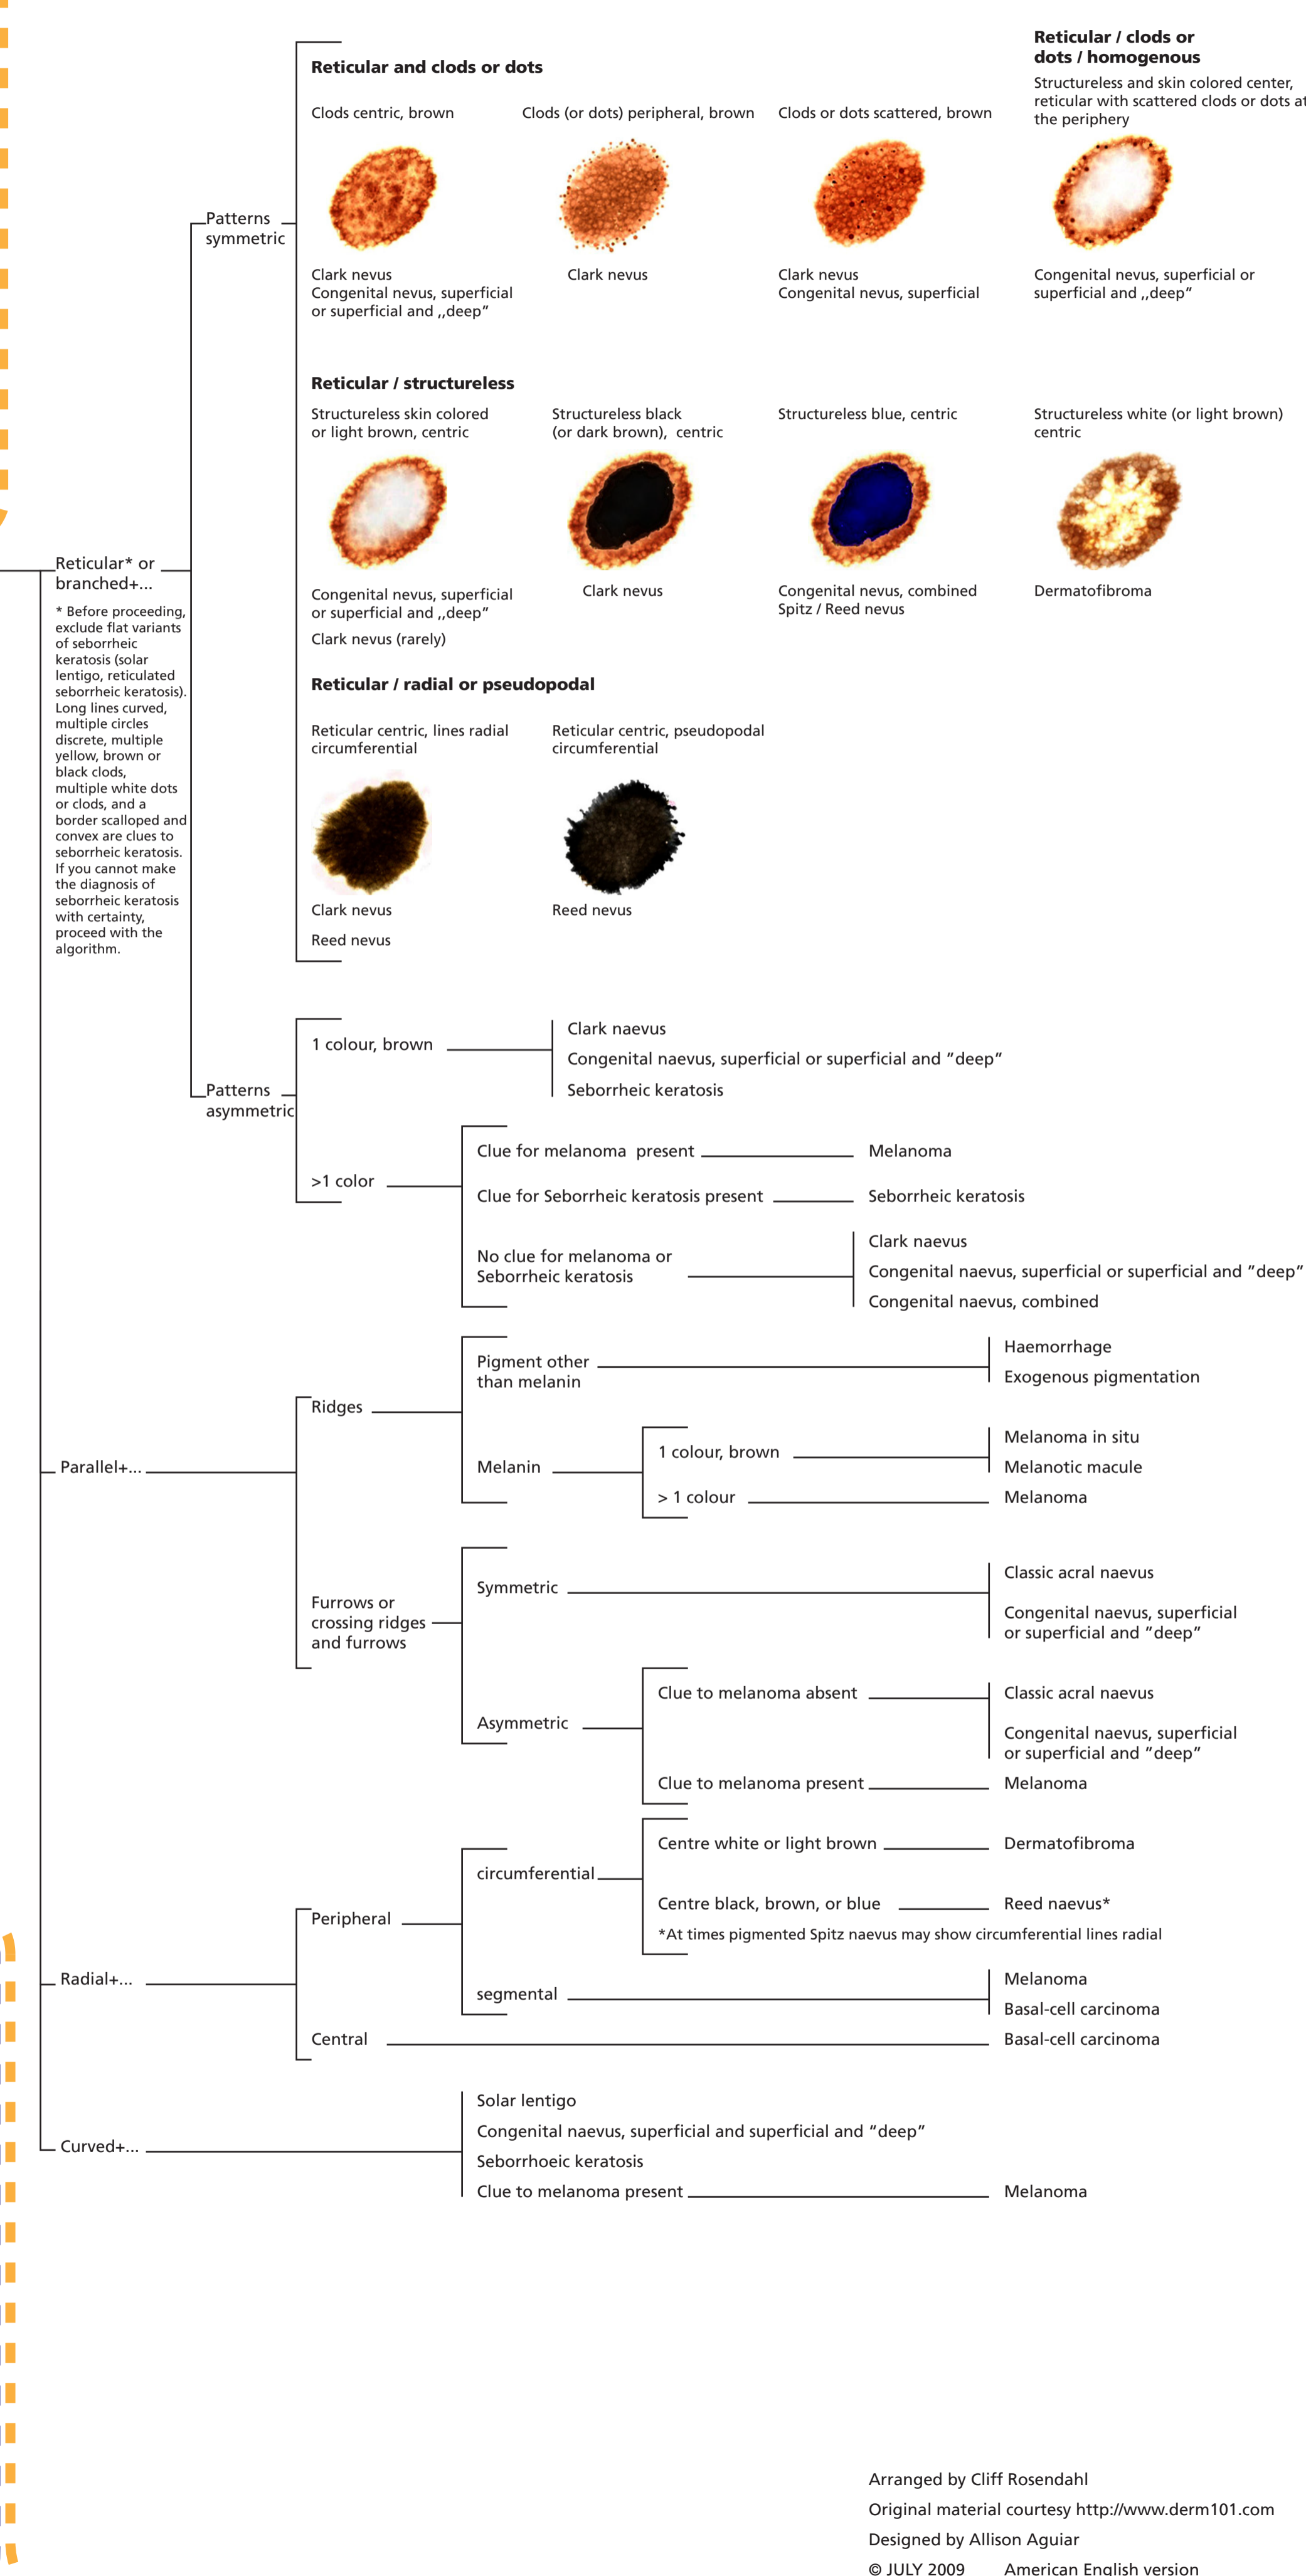 Reticular and clods or dots
Clods centric, brown
Clods (or dots) peripheral, brown
Clods or dots scattered, brown
Reticular / clods or
dots / homogenous
Structureless and skin colored center,
reticular with scattered clods or dots at
the periphery
Patterns
symmetric
Clark nevus
Congenital nevus, superficial
or superficial and ,,deep”
Clark nevus
Clark nevus
Congenital nevus, superficial
Congenital nevus, superficial or
superficial and ,,deep”
Reticular / structureless
Structureless skin colored
or light brown, centric
Structureless black
(or dark brown),  centric
Structureless blue, centric
Structureless white (or light brown)
centric
Congenital nevus, superficial
or superficial and ,,deep”
Clark nevus (rarely)
Clark nevus
Congenital nevus, combined
Spitz / Reed nevus
Dermatofibroma
Reticular* or
branched+...
* Before proceeding,
exclude flat variants
of seborrheic
keratosis (solar
lentigo, reticulated
seborrheic keratosis).
Long lines curved,
multiple circles
discrete, multiple
yellow, brown or
black clods,
multiple white dots
or clods, and a
border scalloped and
convex are clues to
seborrheic keratosis.
If you cannot make
the diagnosis of
seborrheic keratosis
with certainty,
proceed with the
algorithm.
Reticular / radial or pseudopodal
Reticular centric, lines radial
circumferential
Reticular centric, pseudopodal
circumferential
Clark nevus
Reed nevus
Reed nevus
Patterns
asymmetric
1 colour, brown
Clark naevus
Congenital naevus, superficial or superficial and ”deep”
Seborrheic keratosis
>1 color
Clue for melanoma  present
Melanoma
Clue for Seborrheic keratosis present
Seborrheic keratosis
No clue for melanoma or
Seborrheic keratosis
Clark naevus
Congenital naevus, superficial or superficial and ”deep”
Congenital naevus, combined
Parallel+...
Ridges
Pigment other
than melanin
Haemorrhage
Exogenous pigmentation
Melanin
1 colour, brown
Melanoma in situ
Melanotic macule
> 1 colour
Melanoma
Furrows or
crossing ridges
and furrows
Symmetric
Classic acral naevus
Congenital naevus, superficial
or superficial and ”deep”
Asymmetric
Clue to melanoma absent
Classic acral naevus
Congenital naevus, superficial
or superficial and ”deep”
Clue to melanoma present
Melanoma
Radial+...
Peripheral
circumferential
Centre white or light brown
Dermatofibroma
Centre black, brown, or blue
Reed naevus*
*At times pigmented Spitz naevus may show circumferential lines radial
segmental
Melanoma
Basal-cell carcinoma
Central
Basal-cell carcinoma
Curved+...
Solar lentigo
Congenital naevus, superficial and superficial and “deep”
Seborrhoeic keratosis
Clue to melanoma present
Melanoma
Arranged by Cliff Rosendahl
Original material courtesy http://www.derm101.com
Designed by Allison Aguiar
© JULY 2009 American English version